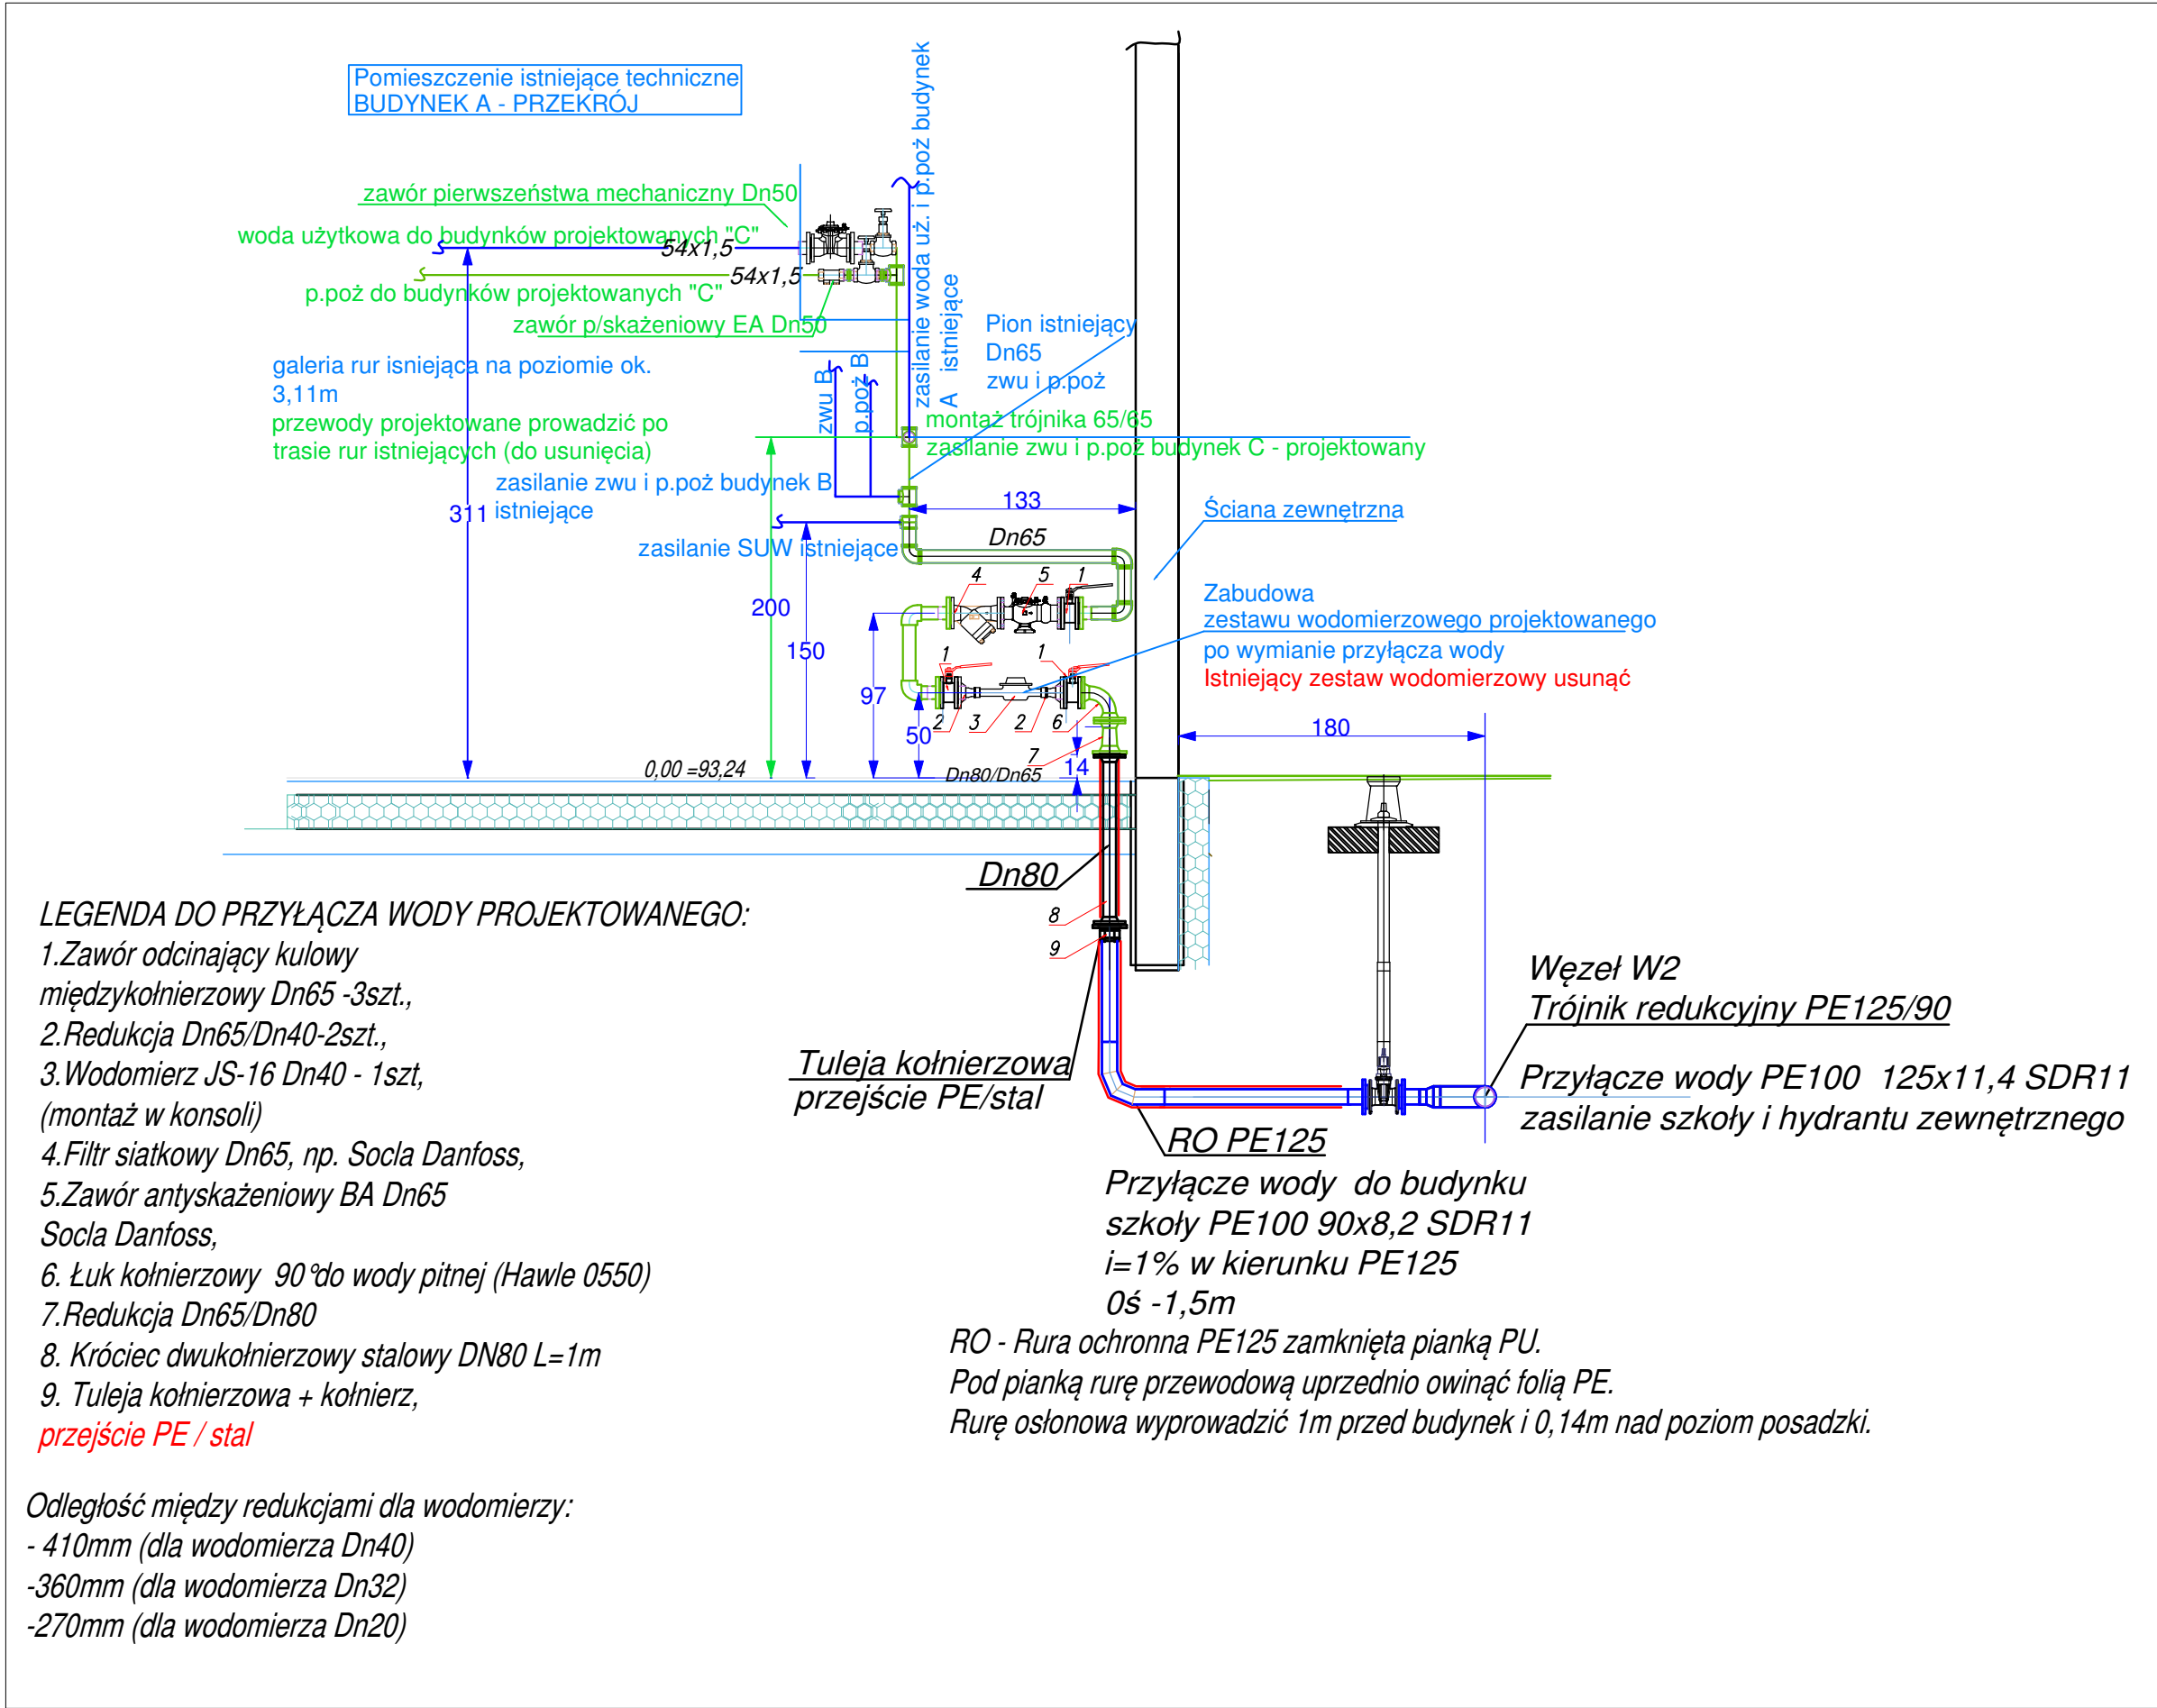 Pomieszczenie istniejące techniczne
BUDYNEK A - PRZEKRÓJ
zawór pierwszeństwa mechaniczny Dn50
woda użytkowa do budynków projektowanych "C"
54x1,5
54x1,5
p.poż do budynków projektowanych "C"
zawór p/skażeniowy EA Dn50
zasilanie woda uż. i p.poż budynek
A istniejące
Pion istniejący
Dn65
zwu i p.poż
galeria rur isniejąca na poziomie ok.
3,11m
przewody projektowane prowadzić po
trasie rur istniejących (do usunięcia)
zwu B
p.poż B
montaż trójnika 65/65
zasilanie zwu i p.poż budynek C - projektowany
zasilanie zwu i p.poż budynek B
istniejące
311
133
Ściana zewnętrzna
zasilanie SUW istniejące
Dn65
4
5
1
200
150
97
50
14
180
Zabudowa
zestawu wodomierzowego projektowanego
po wymianie przyłącza wody
Istniejący zestaw wodomierzowy usunąć
1
1
2
3
2
6
7
0,00 =93,24
Dn80/Dn65
Dn80
8
9
LEGENDA DO PRZYŁĄCZA WODY PROJEKTOWANEGO:
1.Zawór odcinający kulowy
międzykołnierzowy Dn65 -3szt.,
2.Redukcja Dn65/Dn40-2szt.,
3.Wodomierz JS-16 Dn40 - 1szt,
(montaż w konsoli)
4.Filtr siatkowy Dn65, np. Socla Danfoss,
5.Zawór antyskażeniowy BA Dn65
Socla Danfoss,
6. Łuk kołnierzowy 90°do wody pitnej (Hawle 0550)
7.Redukcja Dn65/Dn80
8. Króciec dwukołnierzowy stalowy DN80 L=1m
9. Tuleja kołnierzowa + kołnierz,
przejście PE / stal
Tuleja kołnierzowa
przejście PE/stal
Węzeł W2
Trójnik redukcyjny PE125/90
Przyłącze wody PE100 125x11,4 SDR11
zasilanie szkoły i hydrantu zewnętrznego
RO PE125
Przyłącze wody do budynku
szkoły PE100 90x8,2 SDR11
i=1% w kierunku PE125
0ś -1,5m
RO - Rura ochronna PE125 zamknięta pianką PU.
Pod pianką rurę przewodową uprzednio owinąć folią PE.
Rurę osłonowa wyprowadzić 1m przed budynek i 0,14m nad poziom posadzki.
Odległość między redukcjami dla wodomierzy:
- 410mm (dla wodomierza Dn40)
-360mm (dla wodomierza Dn32)
-270mm (dla wodomierza Dn20)